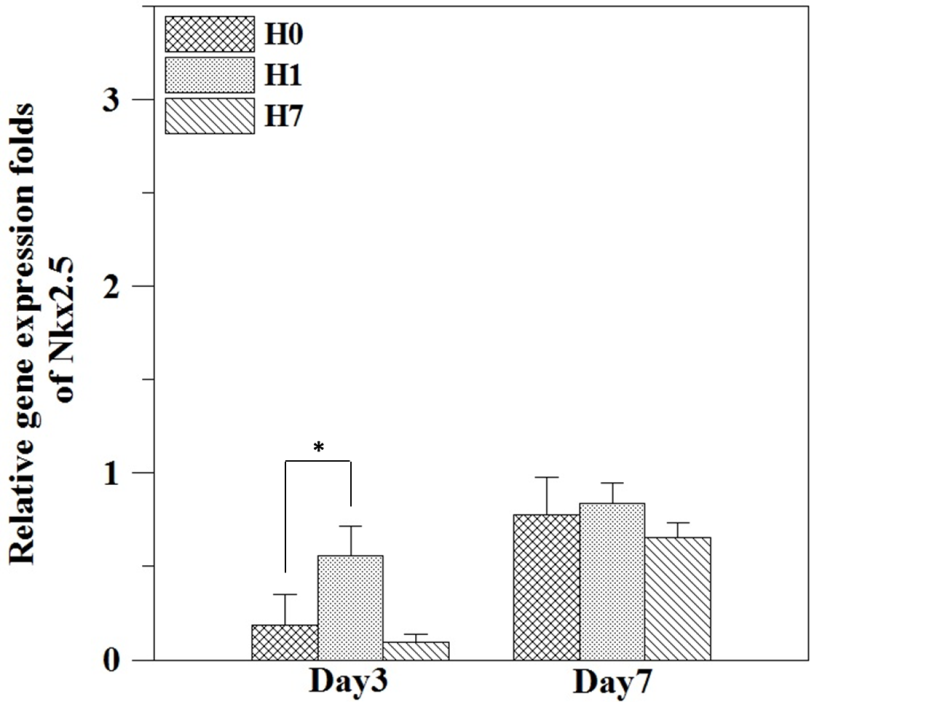 H0
H1
H7
Relative gene expression folds
of Nkx2.5
3
2
1
0
*
Day3
Day7